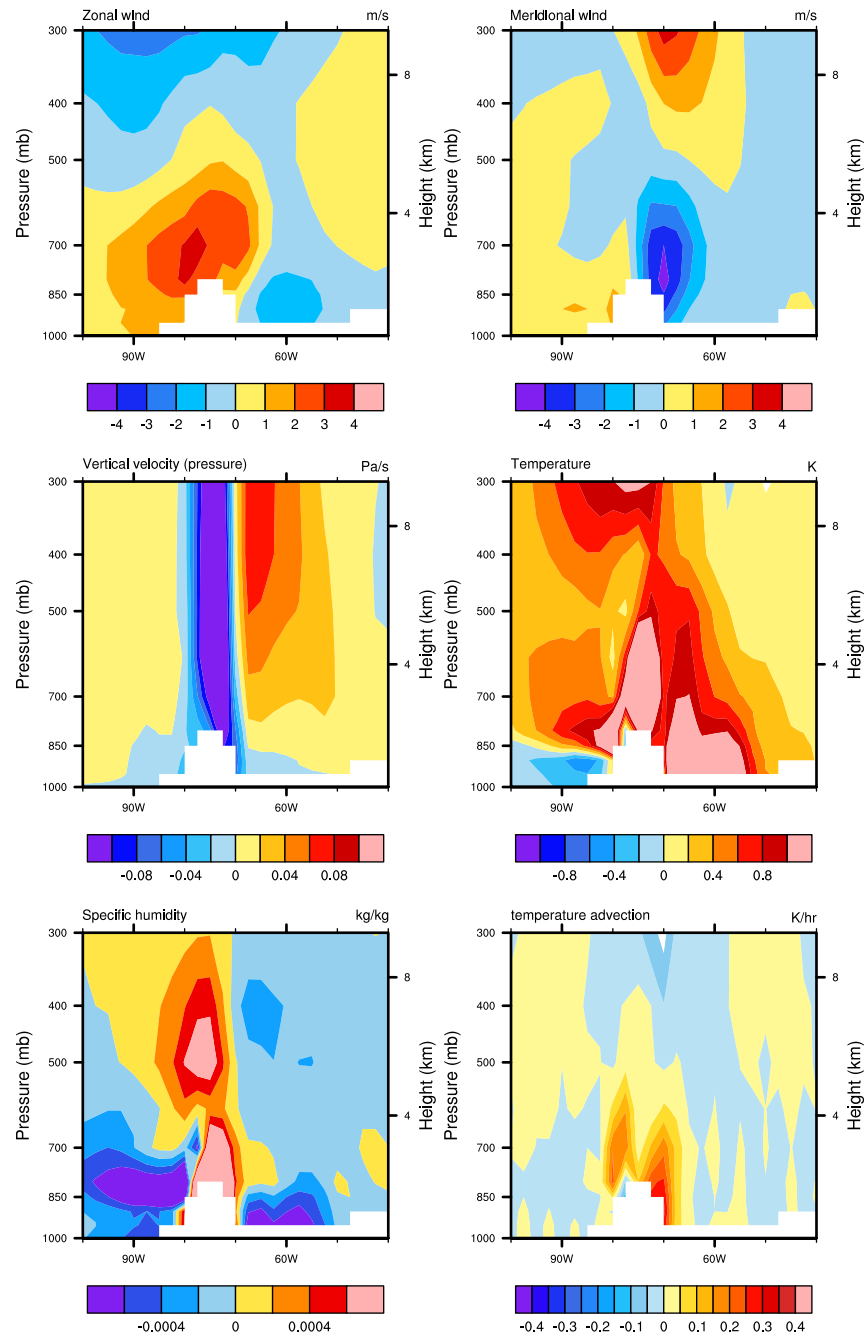 Zonal wind m/s
Meridional wind m/s
300
400
500
700
850
1000
Pressure (mb)
8
4
Height (km)
90W 60W
300
400
500
700
850
1000
Pressure (mb)
8
4
Height (km)
90W 60W
-4 -3 -2 -1 0 1 2 3 4
-4 -3 -2 -1 0 1 2 3 4
Vertical velocity (pressure) Pa/s
Temperature K
300
400
500
700
850
1000
Pressure (mb)
8
4
Height (km)
90W 60W
300
400
500
700
850
1000
Pressure (mb)
8
4
Height (km)
90W 60W
-0.08 -0.04 0 0.04 0.08
-0.8 -0.4 0 0.4 0.8
Specific humidity kg/kg
temperature advection K/hr
300
400
500
700
850
1000
Pressure (mb)
8
4
Height (km)
90W 60W
300
400
500
700
850
1000
Pressure (mb)
8
4
Height (km)
90W 60W
-0.0004 0 0.0004
-0.4 -0.3 -0.2 -0.1 0 0.1 0.2 0.3 0.4